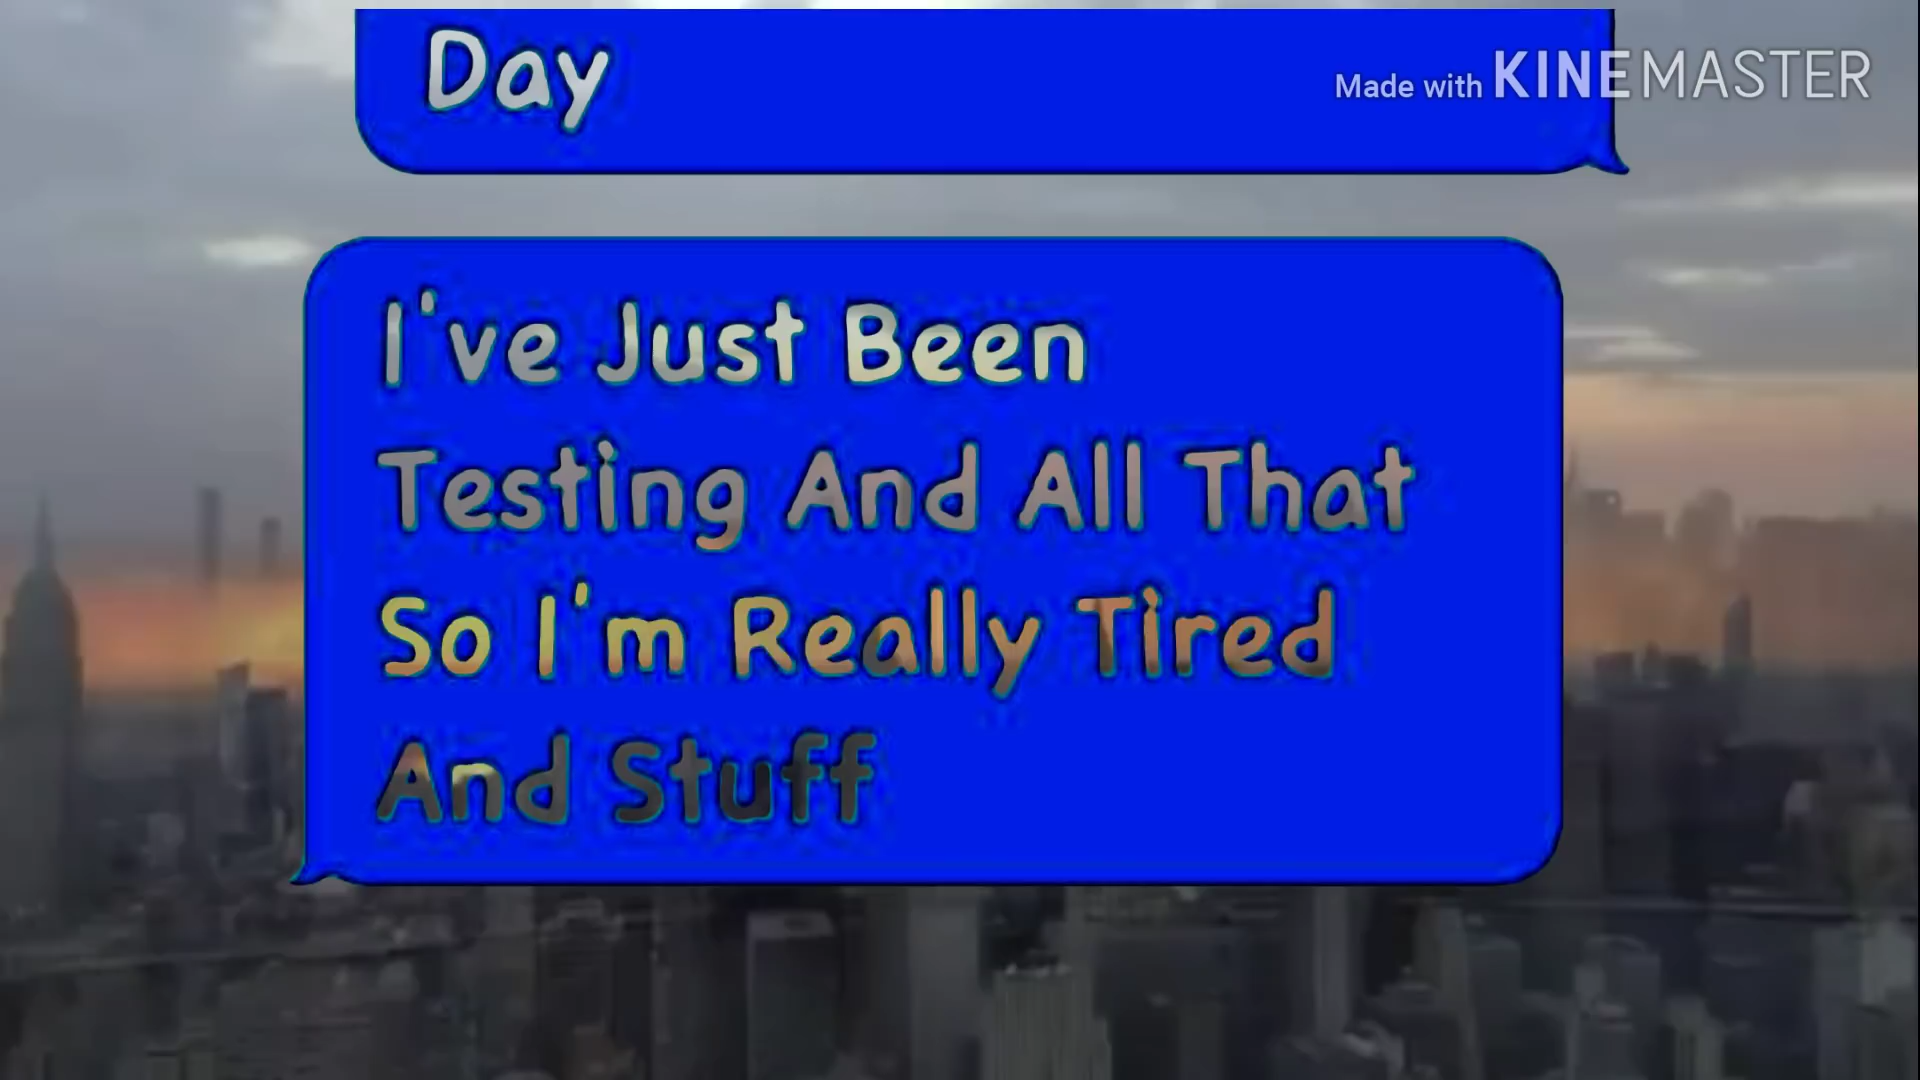 Day
Made with KINEMASTER
I've Just Been
Testing And All That
So I'm Really Tired
And Stuff